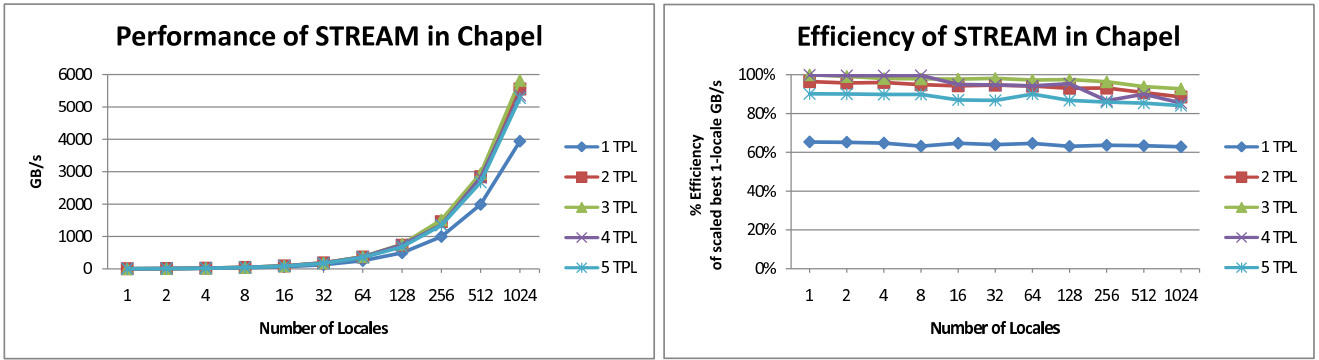 Performance of STREAM in Chapel
6000
5000
4000
3000
2000
1000
0
GB/s
1 2 4 8 16 32 64 128 256 512 1024
Number of Locales
1 TPL
2 TPL
3 TPL
4 TPL
5 TPL
Efficiency of STREAM in Chapel
100%
80%
60%
40%
20%
0%
% Efficiency
of scaled best 1-locale GB/s
1 2 4 8 16 32 64 128 256 512 1024
Number of Locales
1 TPL
2 TPL
3 TPL
4 TPL
5 TPL